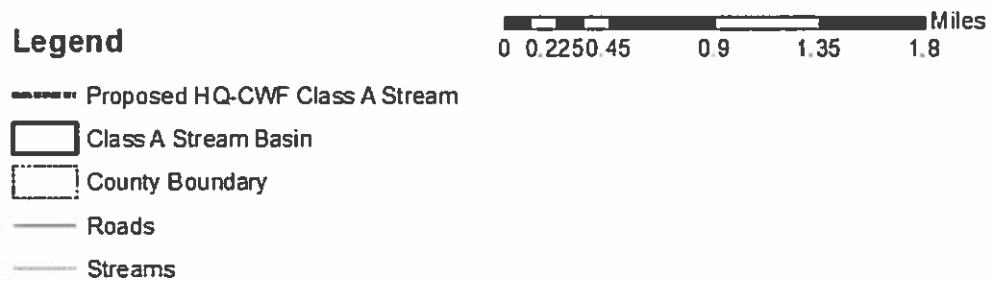 Legend
Miles
0 0.2250.45 0.9 1.35 1.8
Proposed HQ-CWF Class A Stream
Class A Stream Basin
County Boundary
Roads
Streams